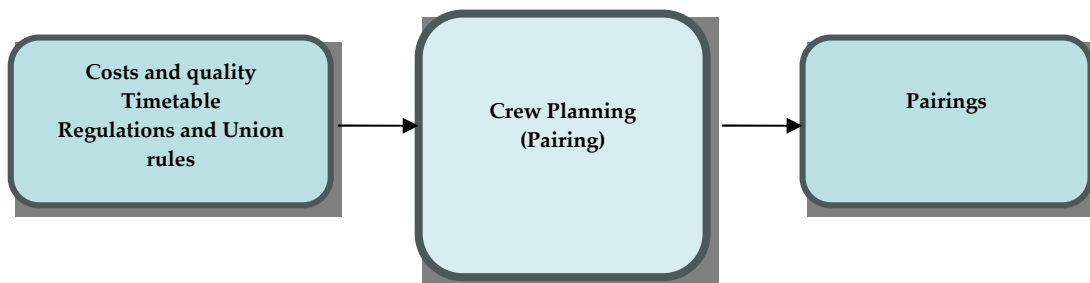 Costs and quality
Timetable
Regulations and Union
rules
Crew Planning
(Pairing)
Pairings